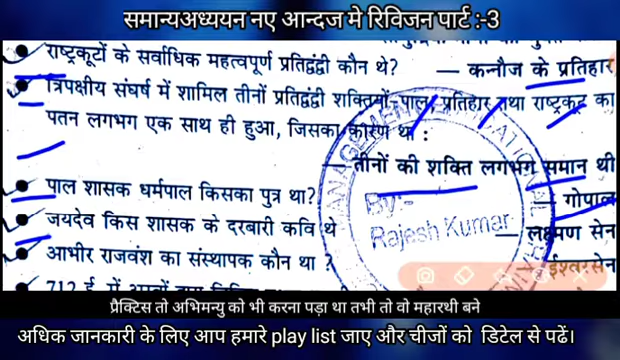 समान्यअध्ययन नए आन्दज मे रिविजन पार्ट :-3
राष्ट्रकूटों के सर्वाधिक महत्वपूर्ण प्रतिद्वंद्वी कौन थे? — कन्नौज के प्रतिहार
त्रिपक्षीय संघर्ष में शामिल तीनों प्रतिद्वंद्वी शक्तियों-पाल, प्रतिहार तथा राष्ट्रकूट का
पतन लगभग एक साथ ही हुआ, जिसका कारण था :
— तीनों की शक्ति लगभग समान थी
पाल शासक धर्मपाल किसका पुत्र था? — गोपाल
जयदेव किस शासक के दरबारी कवि थे — लक्ष्मण सेन
आभीर राजवंश का संस्थापक कौन था ? ईश्वरसेन
712 ई. में अरबों
By:-
Rajesh Kumar
प्रैक्टिस तो अभिमन्यु को भी करना पड़ा था तभी तो वो महारथी बने
अधिक जानकारी के लिए आप हमारे play list जाए और चीजों को डिटेल से पढें।